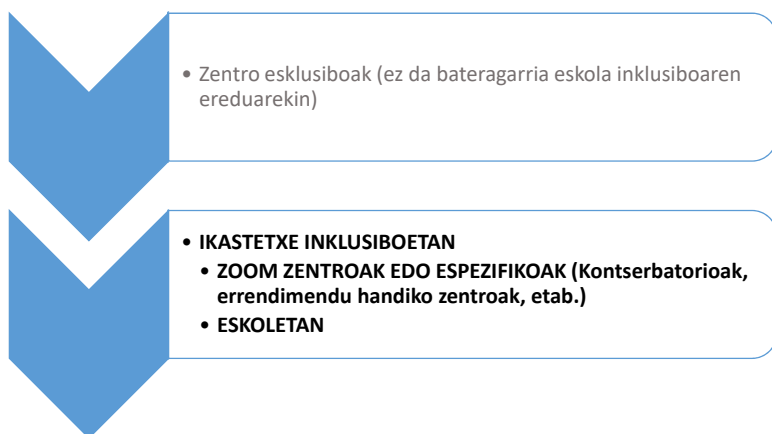 • Zentro esklusiboak (ez da bateragarria eskola inklusiboaren
ereduarekin)
• IKASTETXE INKLUSIBOETAN
• ZOOM ZENTROAK EDO ESPEZIFIKOAK (Kontserbatorioak,
errendimendu handiko zentroak, etab.)
• ESKOLETAN